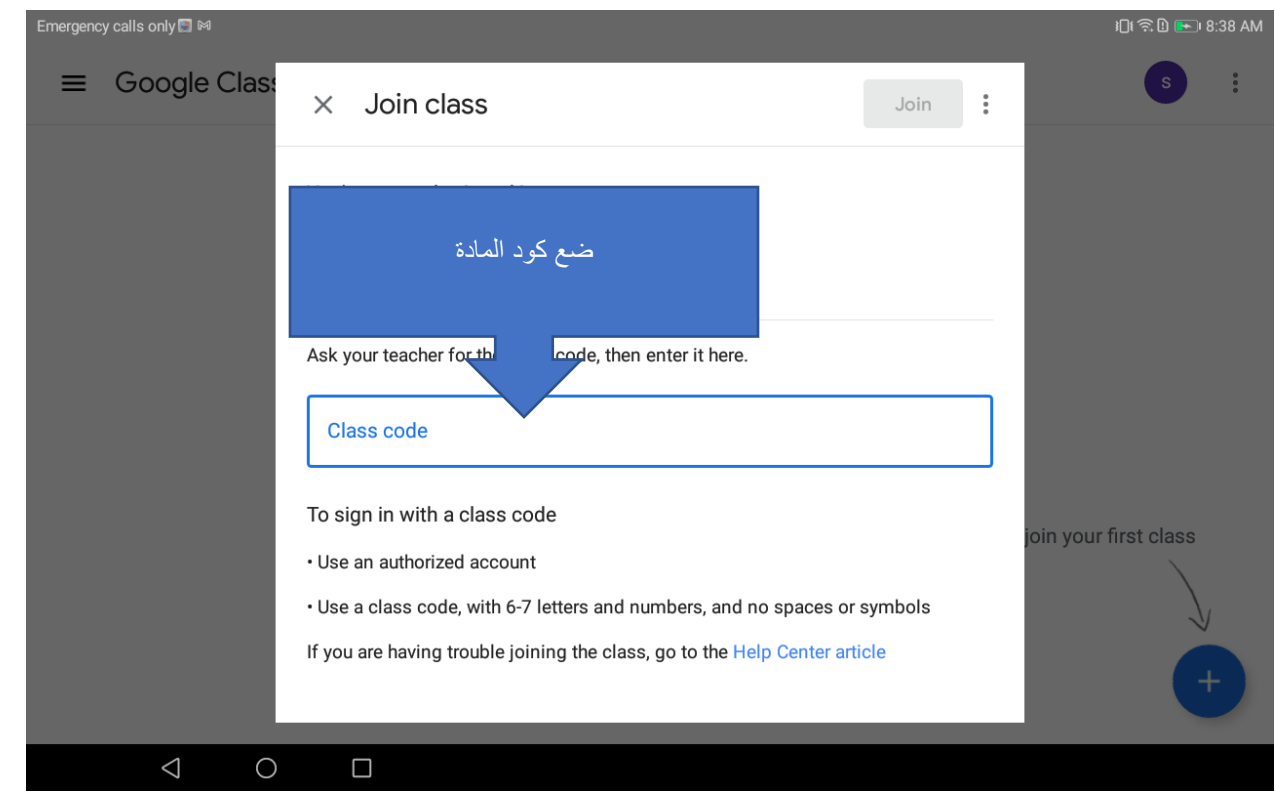 Emergency calls only
8:38 AM
Google Clas
S
Join class
Join
ضع كود المادة
Ask your teacher for th code, then enter it here.
Class code
To sign in with a class code
• Use an authorized account
• Use a class code, with 6-7 letters and numbers, and no spaces or symbols
If you are having trouble joining the class, go to the Help Center article
join your first class